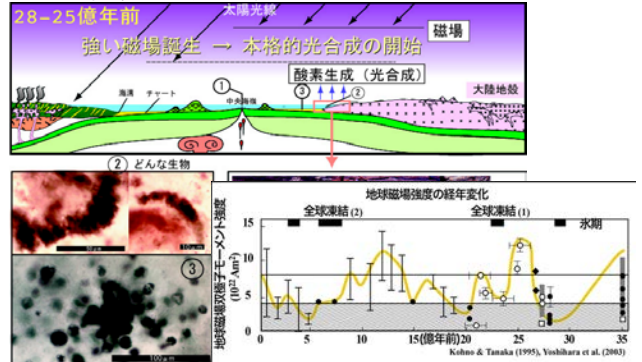 28-25億年前
太陽光線
磁場
強い磁場誕生 → 本格的光合成の開始
酸素生成 (光合成)
大陸地殻
海溝
チャート
①
中央海嶺
③
②
② どんな生物
10μm
③
100μm
地球磁場強度の経年変化
全球凍結 (2)
全球凍結 (1)
氷期
地球磁場双極子モーメント強度
(10²² Am²)
15
10
5
0
0
5
10
15
(億年前)
20
25
30
35
Kohno & Tanaka (1995), Yoshihara et al. (2003)